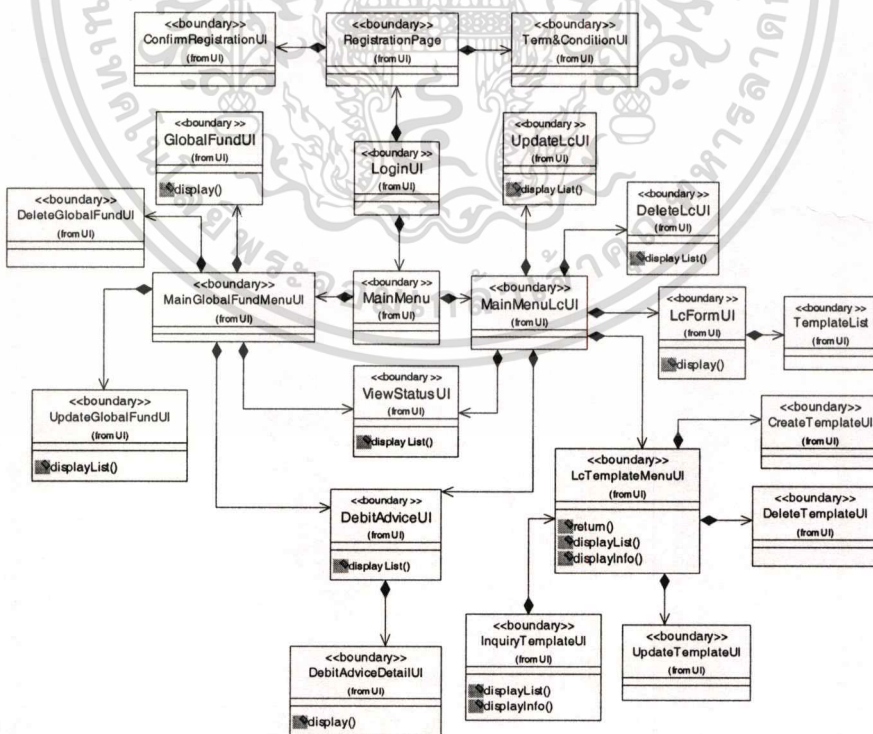 <<boundary>>
ConfirmRegistrationUI
(from UI)
<<boundary>>
RegistrationPage
(from UI)
<<boundary>>
Term&ConditionUI
(from UI)
<<boundary >>
GlobalFundUI
(from UI)
display()
<<boundary >>
LoginUI
(from UI)
<<boundary >>
UpdateLcUI
(from UI)
display List()
<<boundary>>
DeleteGlobalFundUI
(from UI)
<<boundary>>
DeleteLcUI
(from UI)
display List()
<<boundary>>
MainGlobalFundMenuUI
(from UI)
<<boundary>>
MainMenu
(from UI)
<<boundary>>
MainMenuLcUI
(from UI)
<<boundary>>
LcFormUI
(from UI)
display()
<<boundary>>
TemplateList
(from UI)
<<boundary>>
UpdateGlobalFundUI
(from UI)
displayList()
<<boundary >>
ViewStatusUI
(from UI)
display List()
<<boundary>>
CreateTemplateUI
(from UI)
<<boundary>>
LcTemplateMenuUI
(from UI)
return()
displayList()
displayInfo()
<<boundary >>
DebitAdviceUI
(from UI)
display List()
<<boundary>>
DeleteTemplateUI
(from UI)
<<boundary>>
DebitAdviceDetailUI
(from UI)
display()
<<boundary>>
InquiryTemplateUI
(from UI)
displayList()
displayInfo()
<<boundary>>
UpdateTemplateUI
(from UI)